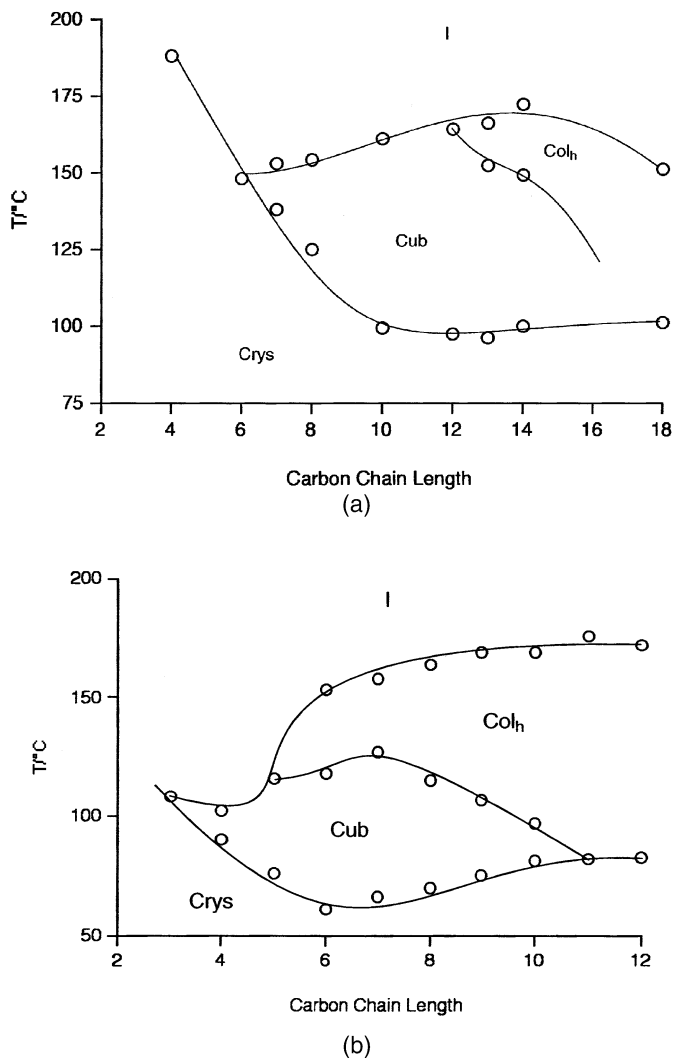 200
I
175
Colh
150
T/°C
Cub
125
100
Crys
75
2 4 6 8 10 12 14 16 18
Carbon Chain Length
(a)
200
I
150
Colh
T/°C
100
Cub
Crys
50
2 4 6 8 10 12
Carbon Chain Length
(b)